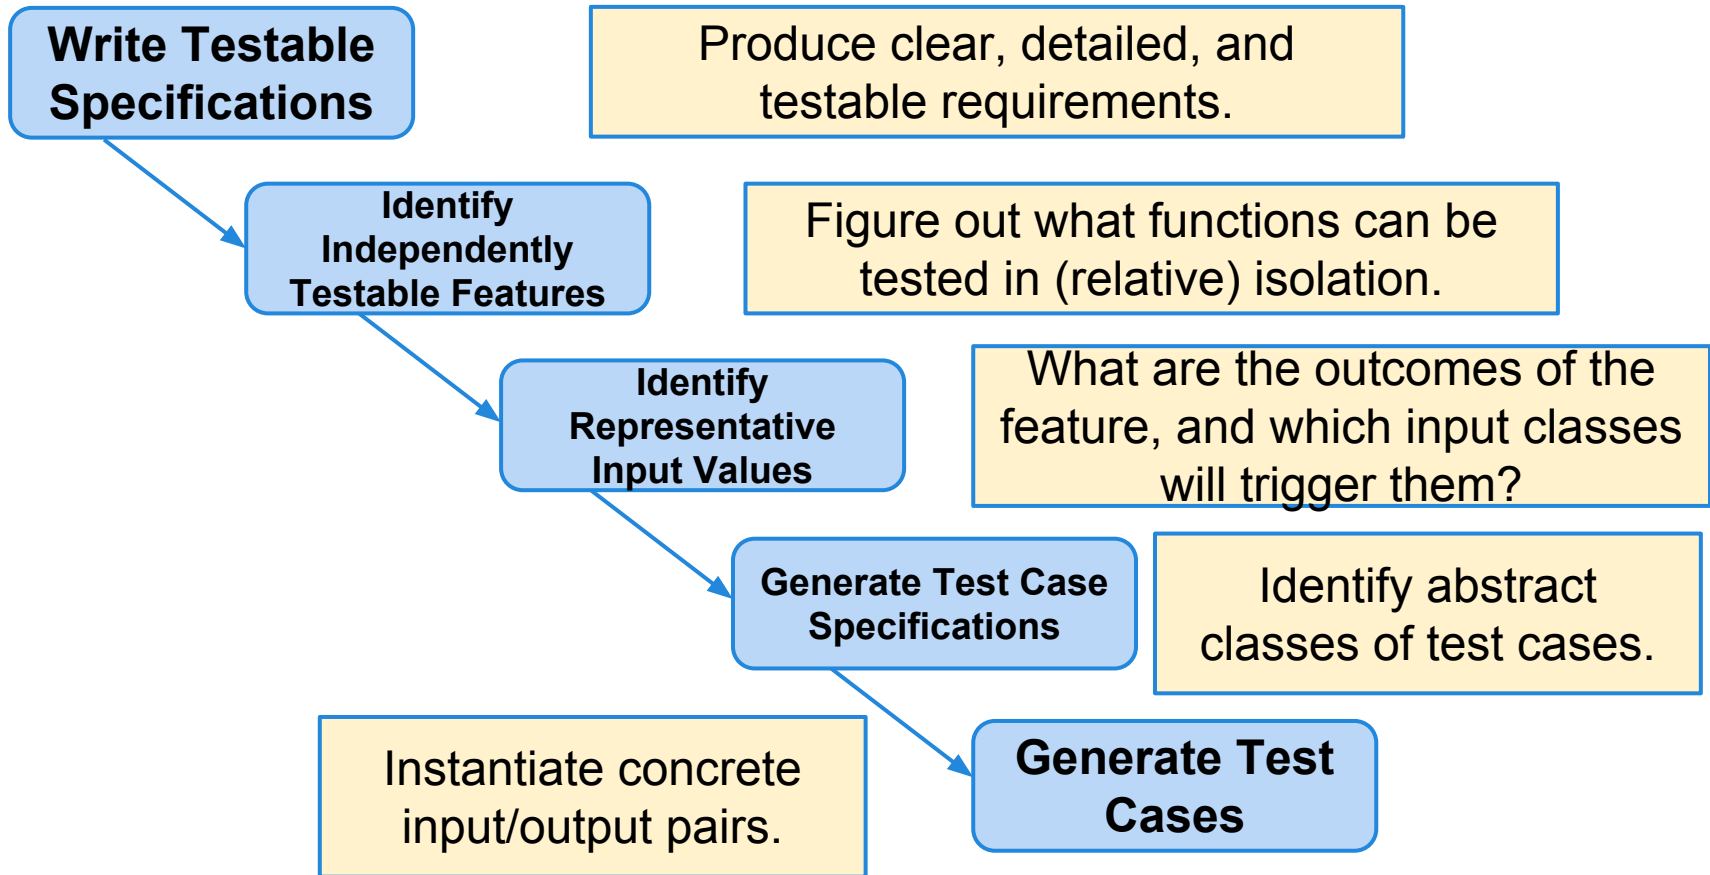 Write Testable
Specifications
Produce clear, detailed, and
testable requirements.
Identify
Independently
Testable Features
Figure out what functions can be
tested in (relative) isolation.
Identify
Representative
Input Values
What are the outcomes of the
feature, and which input classes
will trigger them?
Generate Test Case
Specifications
Identify abstract
classes of test cases.
Instantiate concrete
input/output pairs.
Generate Test
Cases